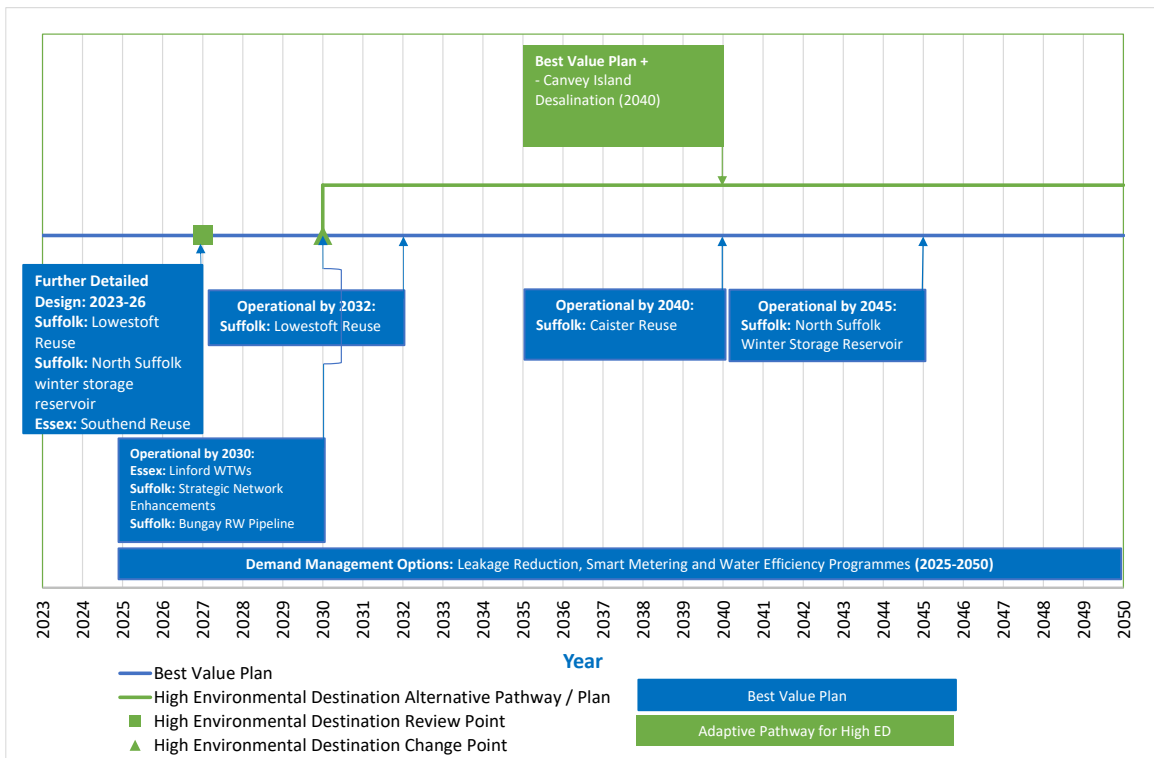 Best Value Plan +
- Canvey Island
Desalination (2040)
Further Detailed
Design: 2023-26
Suffolk: Lowestoft
Reuse
Suffolk: North Suffolk
winter storage
reservoir
Essex: Southend Reuse
Operational by 2032:
Suffolk: Lowestoft Reuse
Operational by 2040:
Suffolk: Caister Reuse
Operational by 2045:
Suffolk: North Suffolk
Winter Storage Reservoir
Operational by 2030:
Essex: Linford WTWs
Suffolk: Strategic Network
Enhancements
Suffolk: Bungay RW Pipeline
Demand Management Options: Leakage Reduction, Smart Metering and Water Efficiency Programmes (2025-2050)
2023
2024
2025
2026
2027
2028
2029
2030
2031
2032
2033
2034
2035
2036
2037
2038
2039
2040
2041
2042
2043
2044
2045
2046
2047
2048
2049
2050
Year
Best Value Plan
High Environmental Destination Alternative Pathway / Plan
High Environmental Destination Review Point
High Environmental Destination Change Point
Best Value Plan
Adaptive Pathway for High ED